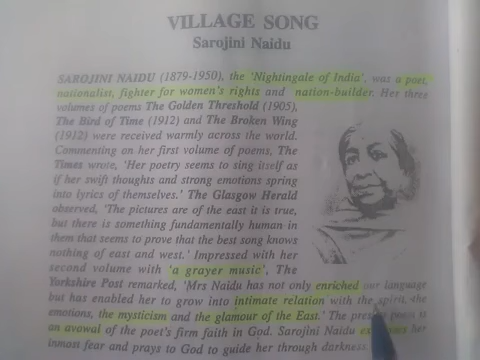 VILLAGE SONG
Sarojini Naidu
SAROJINI NAIDU (1879-1950), the 'Nightingale of India', was a poet,
nationalist, fighter for women's rights and nation-builder. Her three
volumes of poems The Golden Threshold (1905),
The Bird of Time (1912) and The Broken Wing
(1912) were received warmly across the world.
Commenting on her first volume of poems, The
Times wrote, 'Her poetry seems to sing itself as
if her swift thoughts and strong emotions spring
into lyrics of themselves.' The Glasgow Herald
observed, 'The pictures are of the east it is true,
but there is something fundamentally human in
them that seems to prove that the best song knows
nothing of east and west.' Impressed with her
second volume with 'a grayer music', The
Yorkshire Post remarked, 'Mrs Naidu has not only enriched our language
but has enabled her to grow into intimate relation with the spirit, the
emotions, the mysticism and the glamour of the East.' The poem is
an avowal of the poet's firm faith in God. Sarojini Naidu her
inmost fear and prays to God to guide her through darkness.